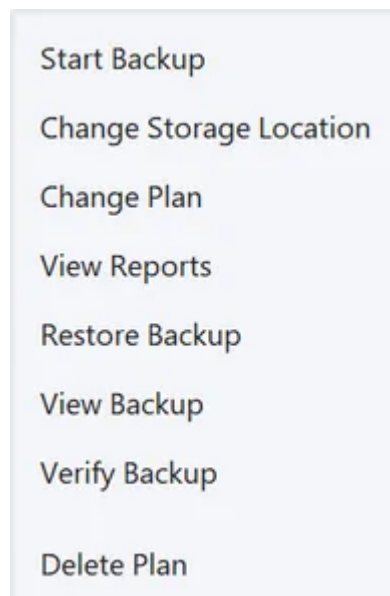 Start Backup
Change Storage Location
Change Plan
View Reports
Restore Backup
View Backup
Verify Backup
Delete Plan